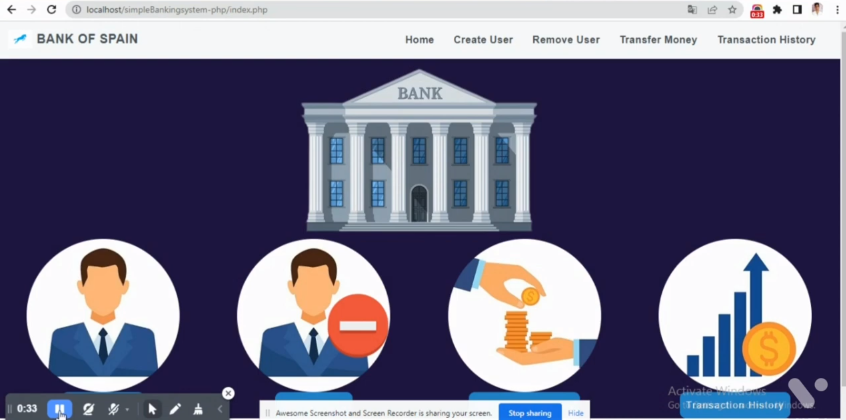 localhost/simpleBankingsystem-php/index.php
0:33
BANK OF SPAIN
Home Create User Remove User Transfer Money Transaction History
BANK
0:33
Awesome Screenshot and Screen Recorder is sharing your screen. Stop sharing Hide
Activate Windows
Transaction History